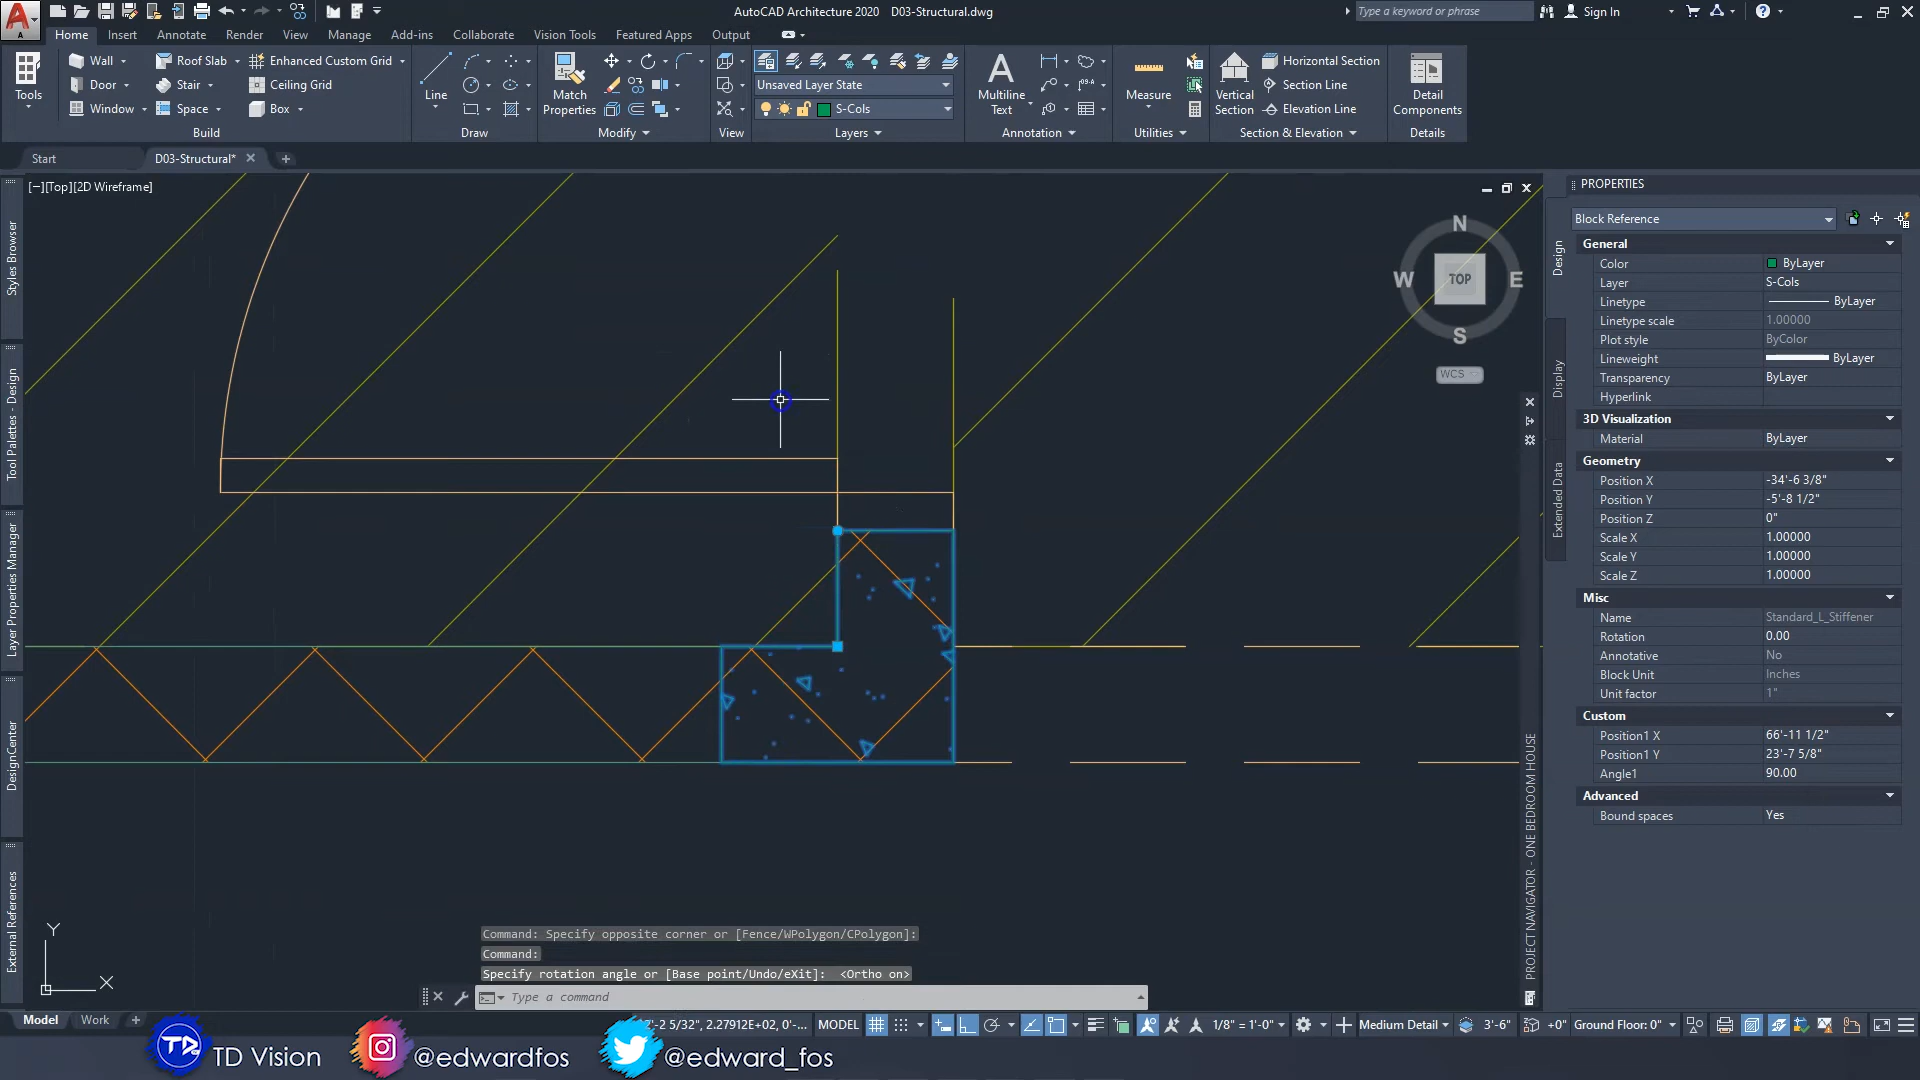 AutoCAD Architecture 2020 D03-Structural.dwg
Type a keyword or phrase
Sign In
Home Insert Annotate Render View Manage Add-ins Collaborate Vision Tools Featured Apps Output
Tools
Wall
Door
Window
Roof Slab
Stair
Space
Enhanced Custom Grid
Ceiling Grid
Box
Build
Line
Draw
Match
Properties
Modify
View
Unsaved Layer State
S-Cols
Layers
Multiline
Text
Annotation
Measure
Utilities
Vertical
Section
Horizontal Section
Section Line
Elevation Line
Section & Elevation
Detail
Components
Details
Start
D03-Structural*
[−][Top][2D Wireframe]
Styles Browser
Tool Palettes - Design
Layer Properties Manager
DesignCenter
External References
N
W
TOP
E
S
WCS
Y
X
PROJECT NAVIGATOR - ONE BEDROOM HOUSE
Design
Display
Extended Data
PROPERTIES
Block Reference
General
Color ByLayer
Layer S-Cols
Linetype ByLayer
Linetype scale 1.00000
Plot style ByColor
Lineweight ByLayer
Transparency ByLayer
Hyperlink
3D Visualization
Material ByLayer
Geometry
Position X -34'-6 3/8"
Position Y -5'-8 1/2"
Position Z 0"
Scale X 1.00000
Scale Y 1.00000
Scale Z 1.00000
Misc
Name Standard_L_Stiffener
Rotation 0.00
Annotative No
Block Unit Inches
Unit factor 1"
Custom
Position1 X 66'-11 1/2"
Position1 Y 23'-7 5/8"
Angle1 90.00
Advanced
Bound spaces Yes
Command: Specify opposite corner or [Fence/WPolygon/CPolygon]:
Command:
Specify rotation angle or [Base point/Undo/eXit]: <Ortho on>
Type a command
Model Work
7'-2 5/32", 2.27912E+02, 0'-... MODEL
1/8" = 1'-0"
Medium Detail
3'-6"
+0"
Ground Floor: 0"
TD Vision
@edwardfos
@edward_fos